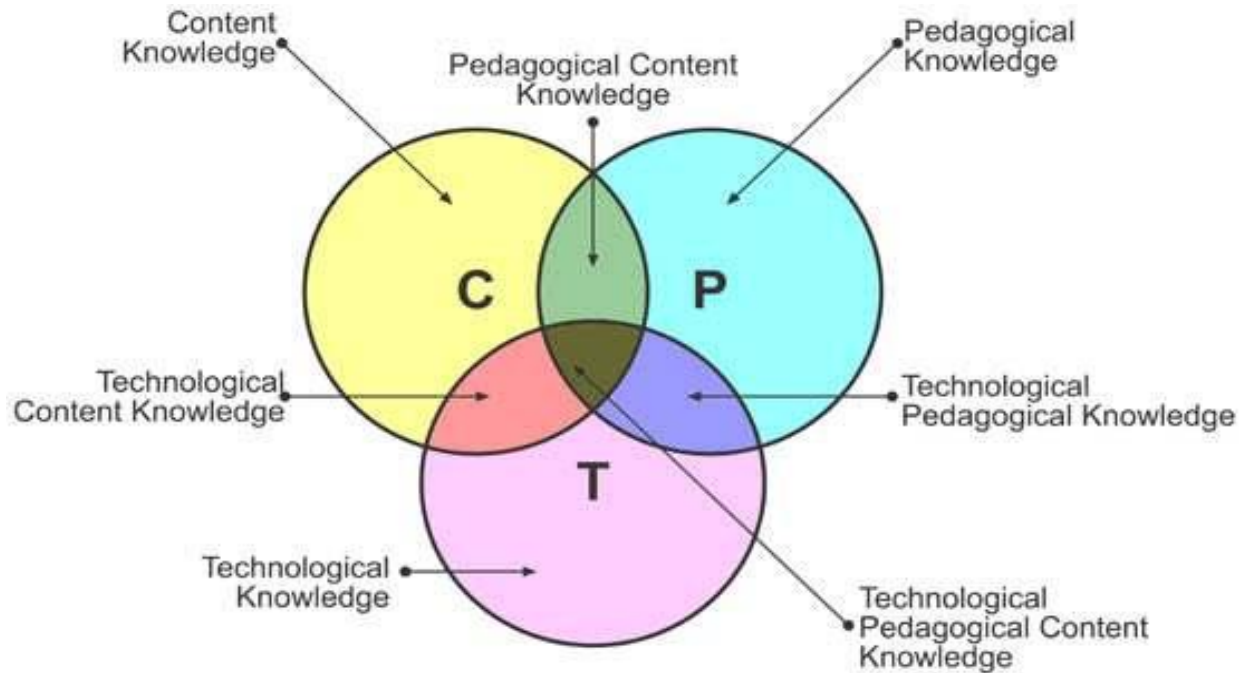 Content
Knowledge
Pedagogical Content
Knowledge
Pedagogical
Knowledge
C
P
Technological
Content Knowledge
Technological
Pedagogical Knowledge
T
Technological
Knowledge
Technological
Pedagogical Content
Knowledge